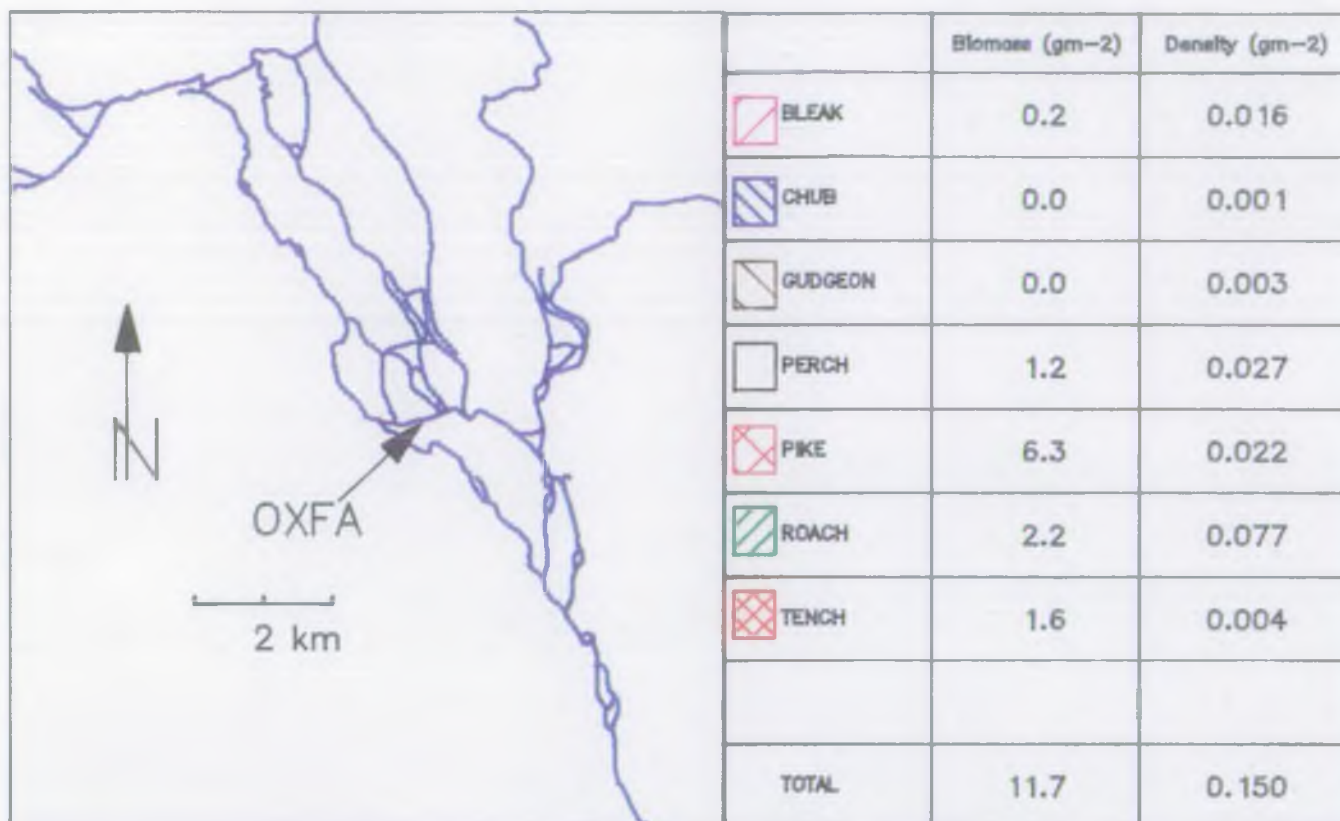 N
OXFA
2 km
Biomass (gm-2) Density (gm-2)
BLEAK 0.2 0.016
CHUB 0.0 0.001
GUDGEON 0.0 0.003
PERCH 1.2 0.027
PIKE 6.3 0.022
ROACH 2.2 0.077
TENCH 1.6 0.004
TOTAL 11.7 0.150